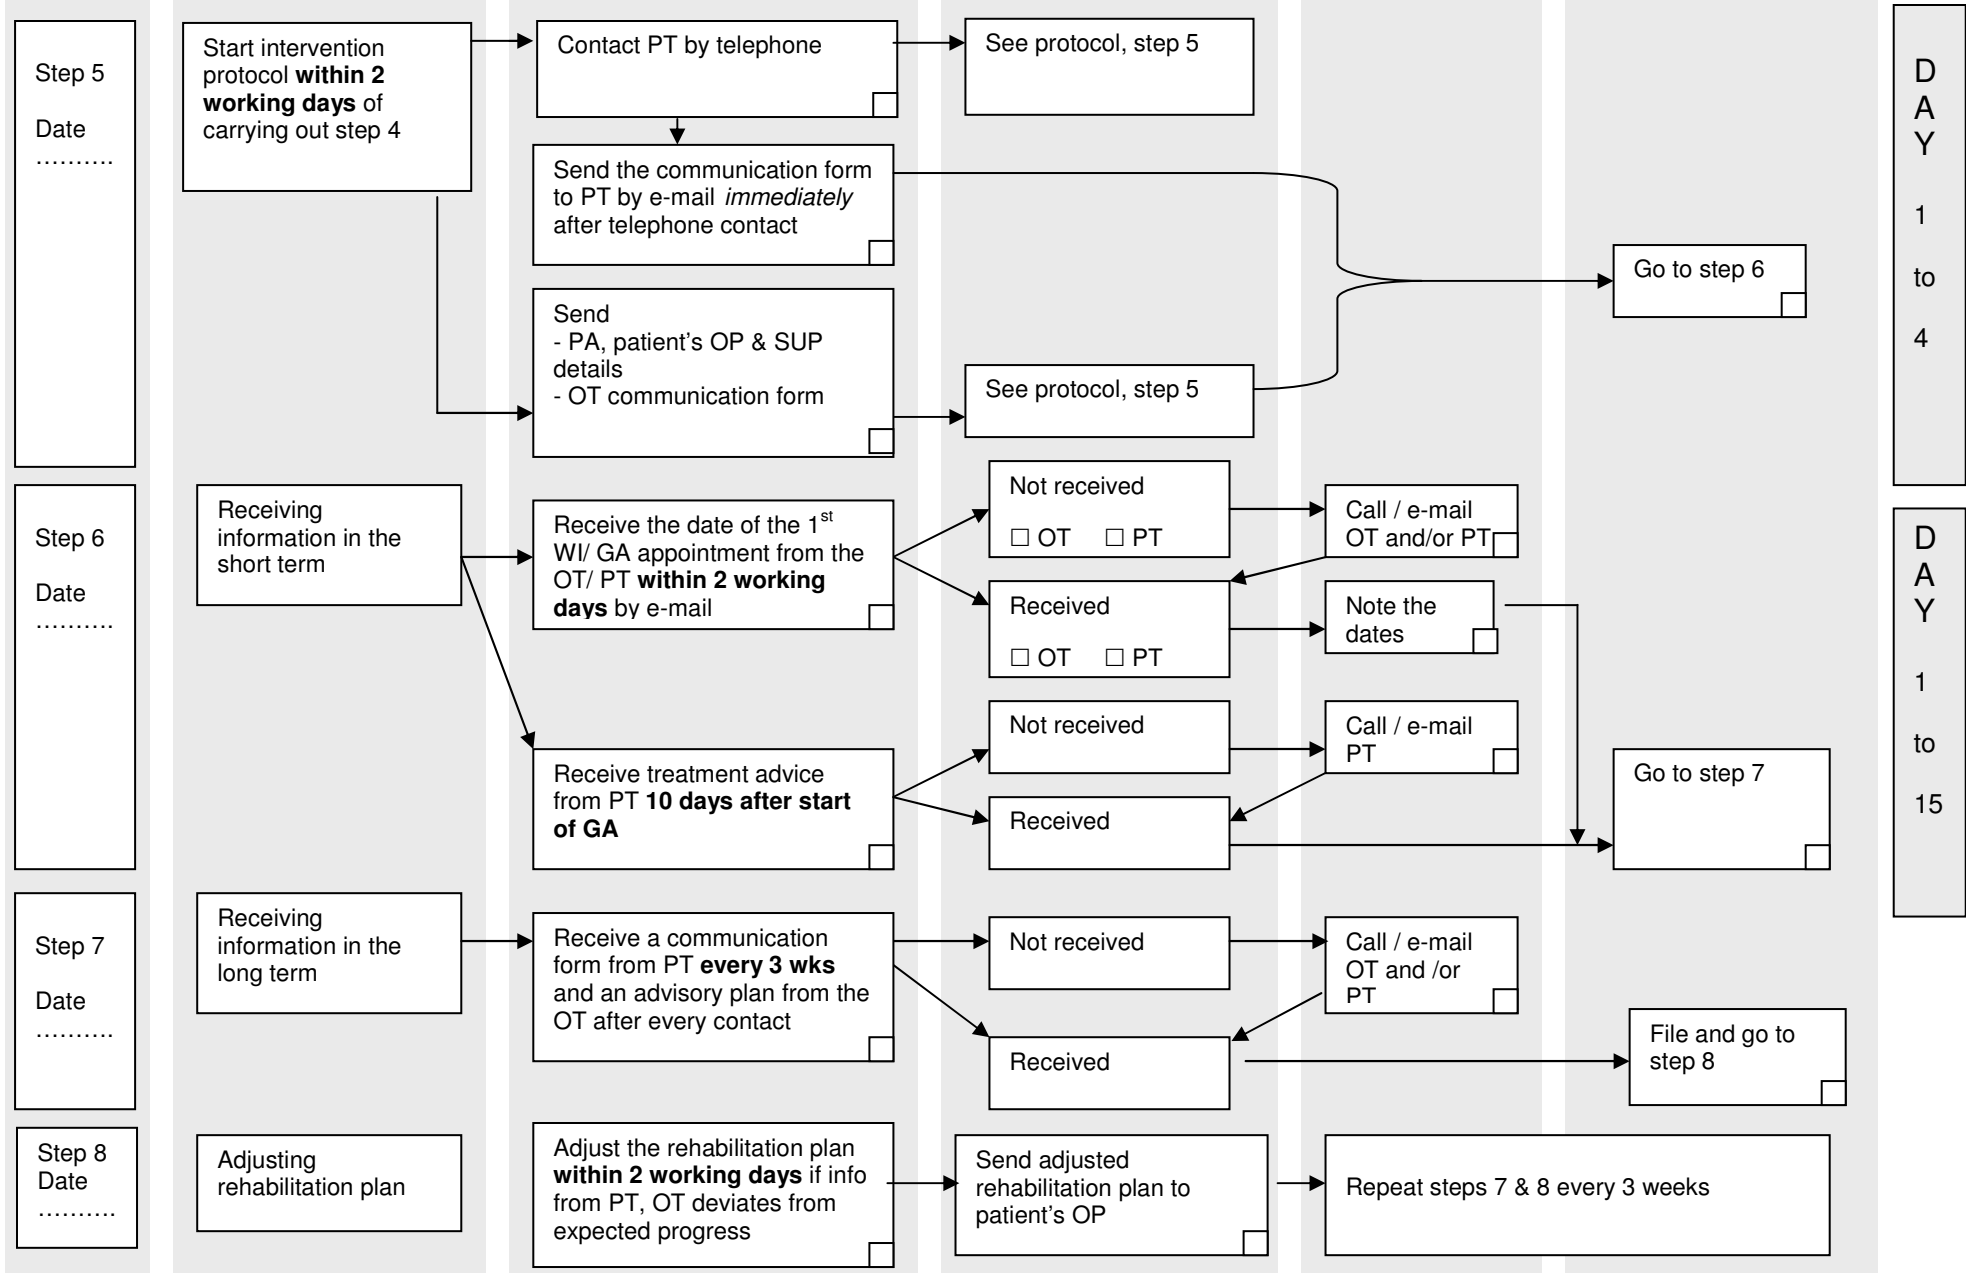 Step 5
Date
……….
Start intervention
protocol within 2
working days of
carrying out step 4
Contact PT by telephone
See protocol, step 5
Send the communication form
to PT by e-mail immediately
after telephone contact
Send
- PA, patient’s OP & SUP
details
- OT communication form
See protocol, step 5
Go to step 6
D
A
Y
1
to
4
Step 6
Date
……….
Receiving
information in the
short term
Receive the date of the 1st
WI/ GA appointment from the
OT/ PT within 2 working
days by e-mail
Not received
□ OT □ PT
Call / e-mail
OT and/or PT
Received
□ OT □ PT
Note the
dates
Receive treatment advice
from PT 10 days after start
of GA
Not received
Call / e-mail
PT
Received
Go to step 7
D
A
Y
1
to
15
Step 7
Date
……….
Receiving
information in the
long term
Receive a communication
form from PT every 3 wks
and an advisory plan from the
OT after every contact
Not received
Call / e-mail
OT and /or
PT
Received
File and go to
step 8
Step 8
Date
……….
Adjusting
rehabilitation plan
Adjust the rehabilitation plan
within 2 working days if info
from PT, OT deviates from
expected progress
Send adjusted
rehabilitation plan to
patient’s OP
Repeat steps 7 & 8 every 3 weeks